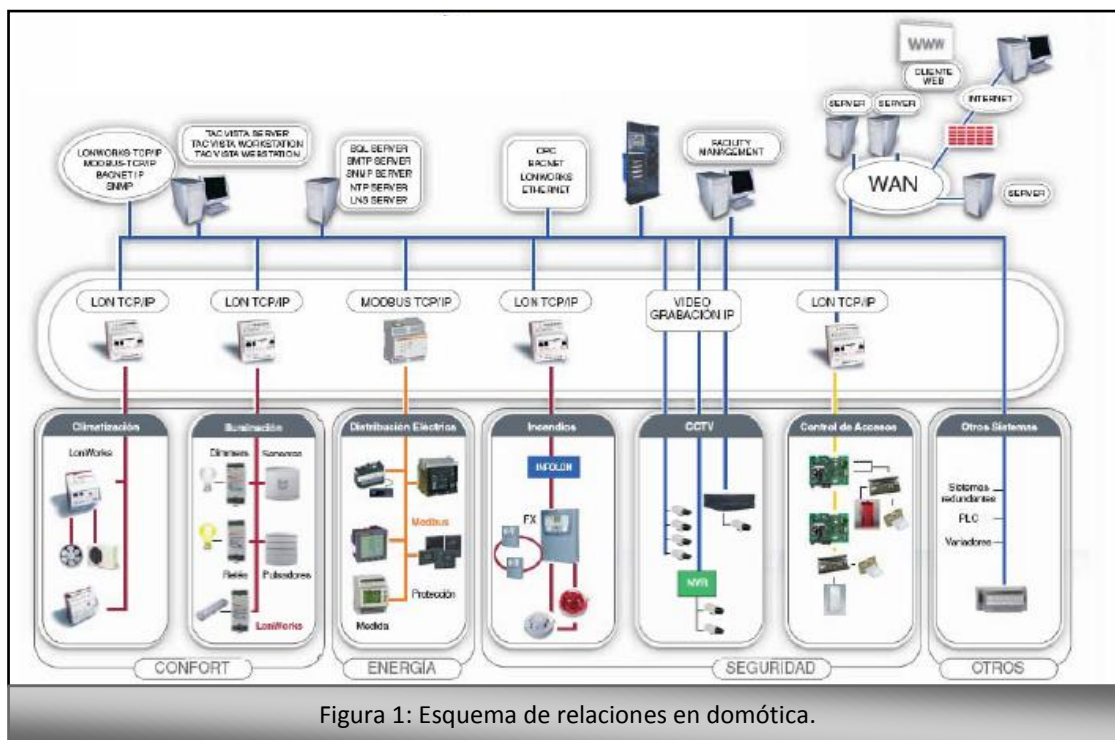 WWW
CLIENTE
WEB
SERVER
SERVER
INTERNET
LONWORKS-TCP/IP
MODBUS-TCP/IP
BACNET IP
SNMP
TAC VISTA SERVER
TAC VISTA WORKSTATION
TAC VISTA WEBSTATION
SQL SERVER
SMTP SERVER
SNMP SERVER
NTP SERVER
LNS SERVER
OPC
BACNET
LONWORKS
ETHERNET
FACILITY
MANAGEMENT
WAN
SERVER
LON TCP/IP
LON TCP/IP
MODBUS TCP/IP
LON TCP/IP
VIDEO
GRABACIÓN IP
LON TCP/IP
Climatización
LonWorks
Iluminación
Dimmers
Sensores
Relés
Pulsadores
LonWorks
Distribución Eléctrica
Modbus
Protección
Medida
Incendios
INFOLON
FX
CCTV
NVR
Control de Accesos
Otros Sistemas
Sistemas
redundantes
PLC
Variadores
CONFORT
ENERGÍA
SEGURIDAD
OTROS
Figura 1: Esquema de relaciones en domótica.